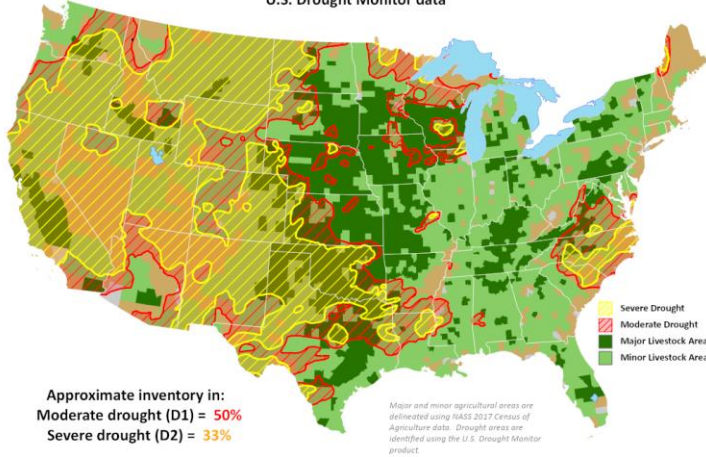 U.S. Drought Monitor data
Severe Drought
Moderate Drought
Major Livestock Area
Minor Livestock Area
Approximate inventory in:
Moderate drought (D1) = 50%
Severe drought (D2) = 33%
Major and minor agricultural areas are
delineated using NASS 2017 Census of
Agriculture data. Drought areas are
identified using the U.S. Drought Monitor
product.